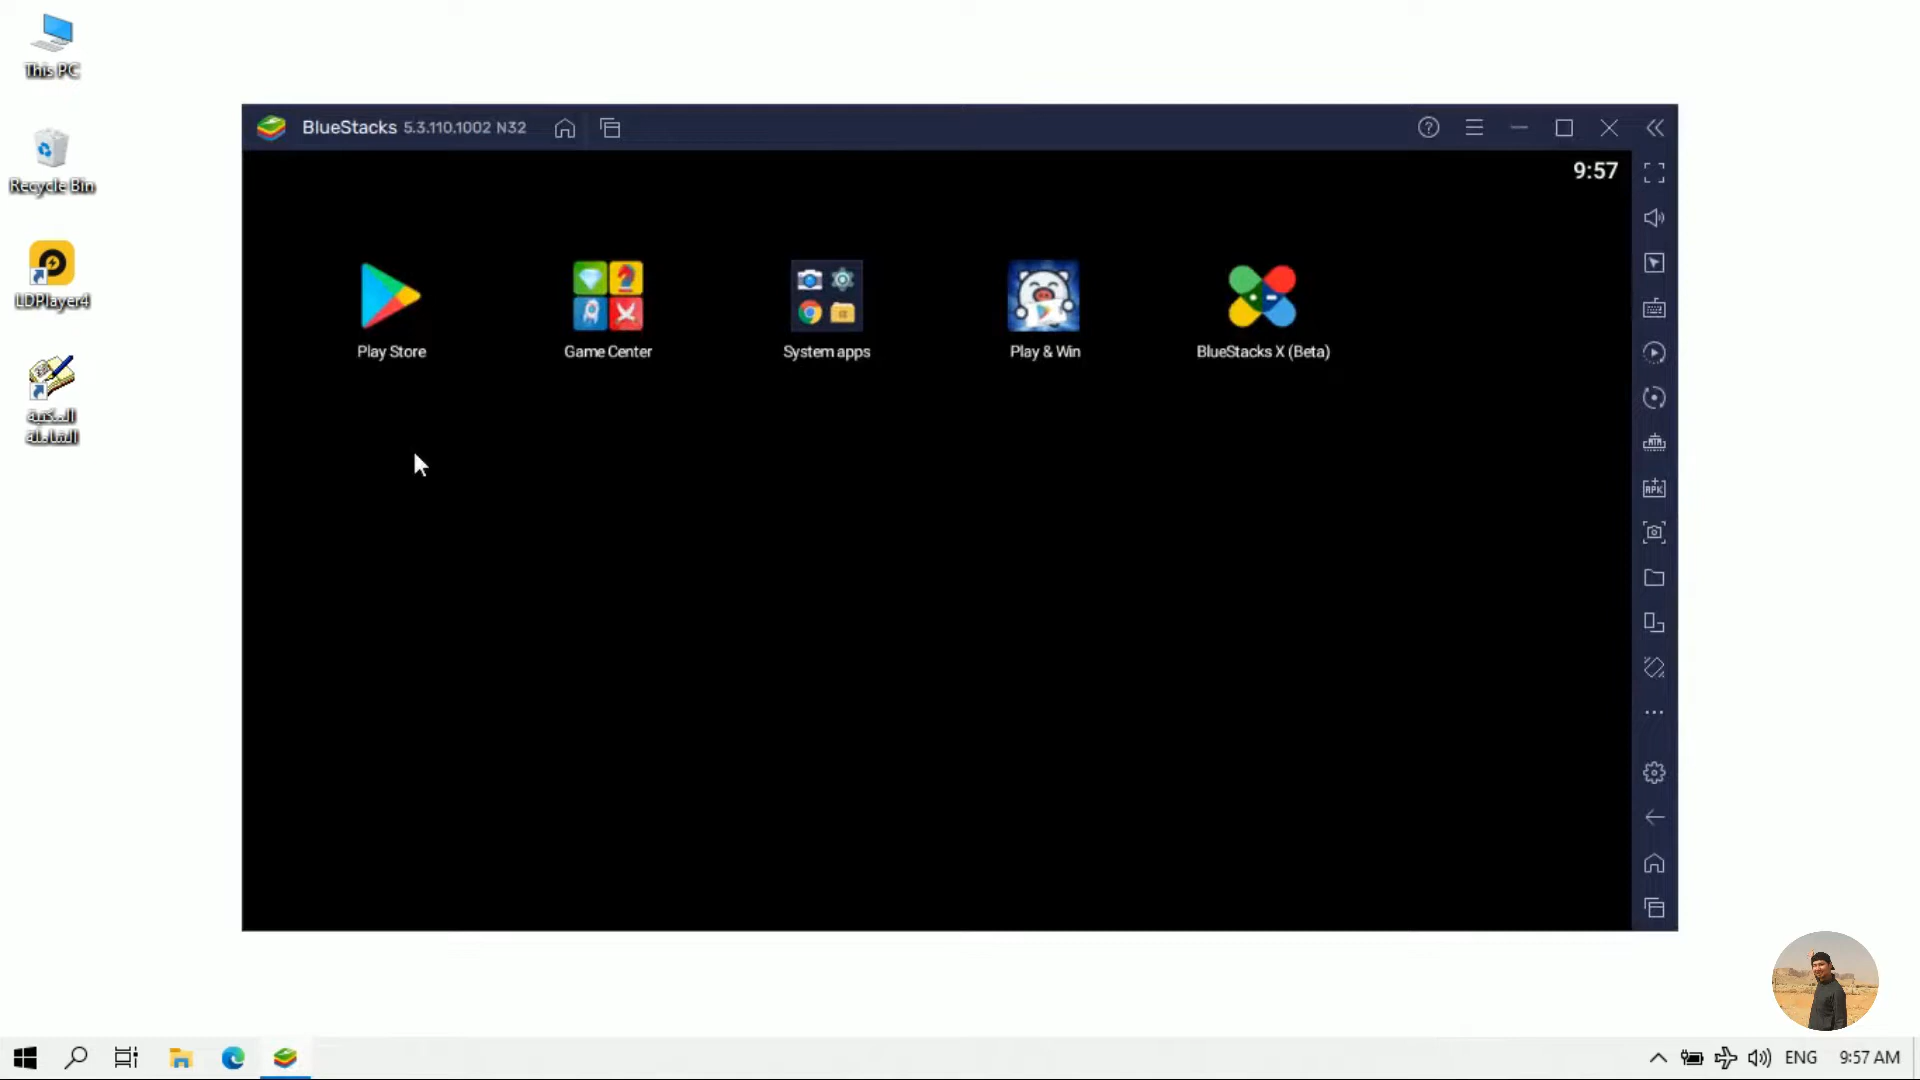 This PC
Recycle Bin
LDPlayer4
المكتبة
الشاملة
BlueStacks 5.3.110.1002 N32
9:57
Play Store
Game Center
System apps
Play & Win
BlueStacks X (Beta)
ENG
9:57 AM